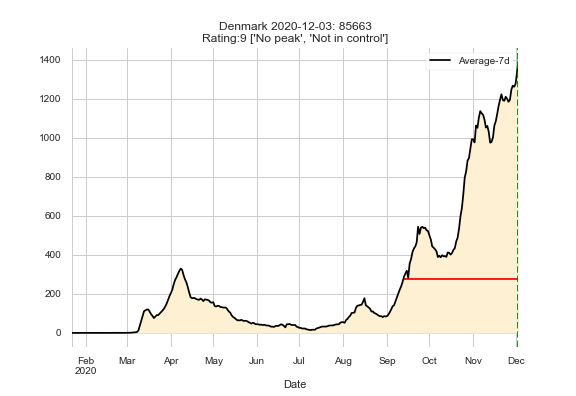 Denmark 2020-12-03: 85663
Rating:9 ['No peak', 'Not in control']
Average-7d
1400
1200
1000
800
600
400
200
0
Feb Mar Apr May Jun Jul Aug Sep Oct Nov Dec
2020
Date